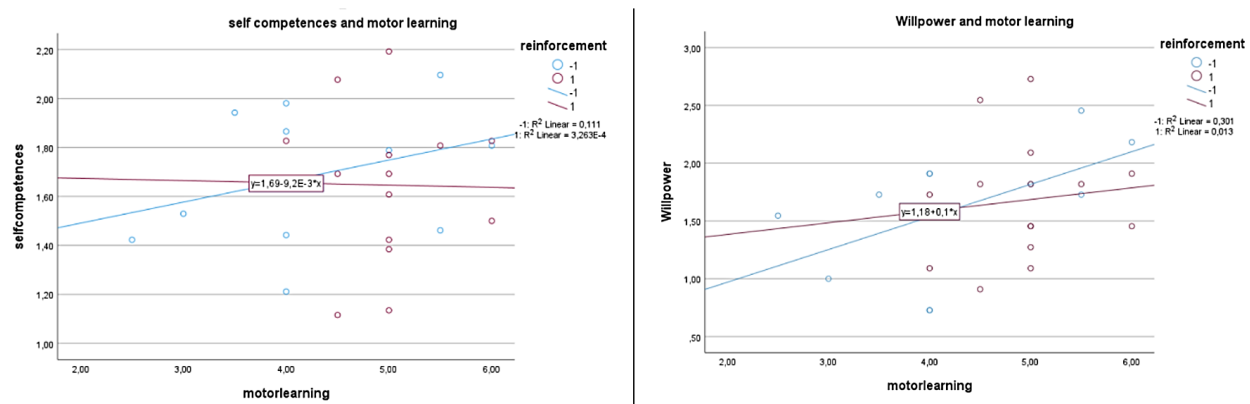 self competences and motor learning
2,20
2,00
1,80
1,60
1,40
1,20
1,00
selfcompetences
2,00 3,00 4,00 5,00 6,00
motorlearning
y=1,69-9,2E-3*x
reinforcement
-1
1
-1
1
-1: R2 Linear = 0,111
1: R2 Linear = 3,263E-4
Willpower and motor learning
3,00
2,50
2,00
1,50
1,00
,50
Willpower
2,00 3,00 4,00 5,00 6,00
motorlearning
y=1,18+0,1*x
reinforcement
-1
1
-1
1
-1: R2 Linear = 0,301
1: R2 Linear = 0,013